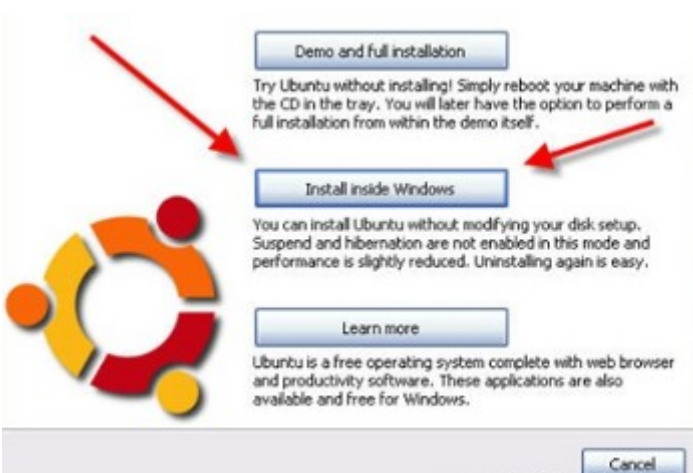 Demo and full installation
Try Ubuntu without installing! Simply reboot your machine with
the CD in the tray. You will later have the option to perform a
full installation from within the demo itself.
Install inside Windows
You can install Ubuntu without modifying your disk setup.
Suspend and hibernation are not enabled in this mode and
performance is slightly reduced. Uninstalling again is easy.
Learn more
Ubuntu is a free operating system complete with web browser
and productivity software. These applications are also
available and free for Windows.
Cancel